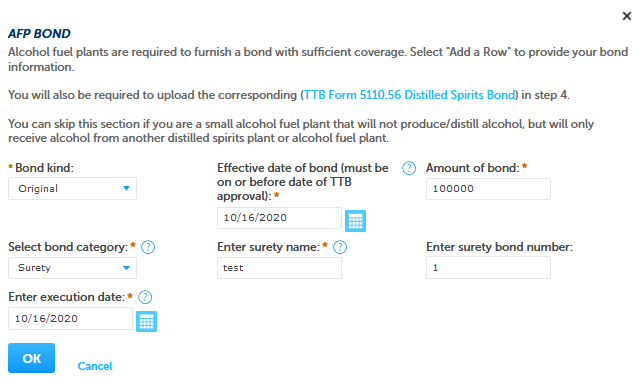 AFP BOND
Alcohol fuel plants are required to furnish a bond with sufficient coverage. Select "Add a Row" to provide your bond
information.
You will also be required to upload the corresponding (TTB Form 5110.56 Distilled Spirits Bond) in step 4.
You can skip this section if you are a small alcohol fuel plant that will not produce/distill alcohol, but will only
receive alcohol from another distilled spirits plant or alcohol fuel plant.
* Bond kind:
Original
Effective date of bond (must be
on or before date of TTB
approval): *
10/16/2020
Amount of bond: *
100000
Select bond category: *
Surety
Enter surety name: *
test
Enter surety bond number:
1
Enter execution date: *
10/16/2020
OK
Cancel